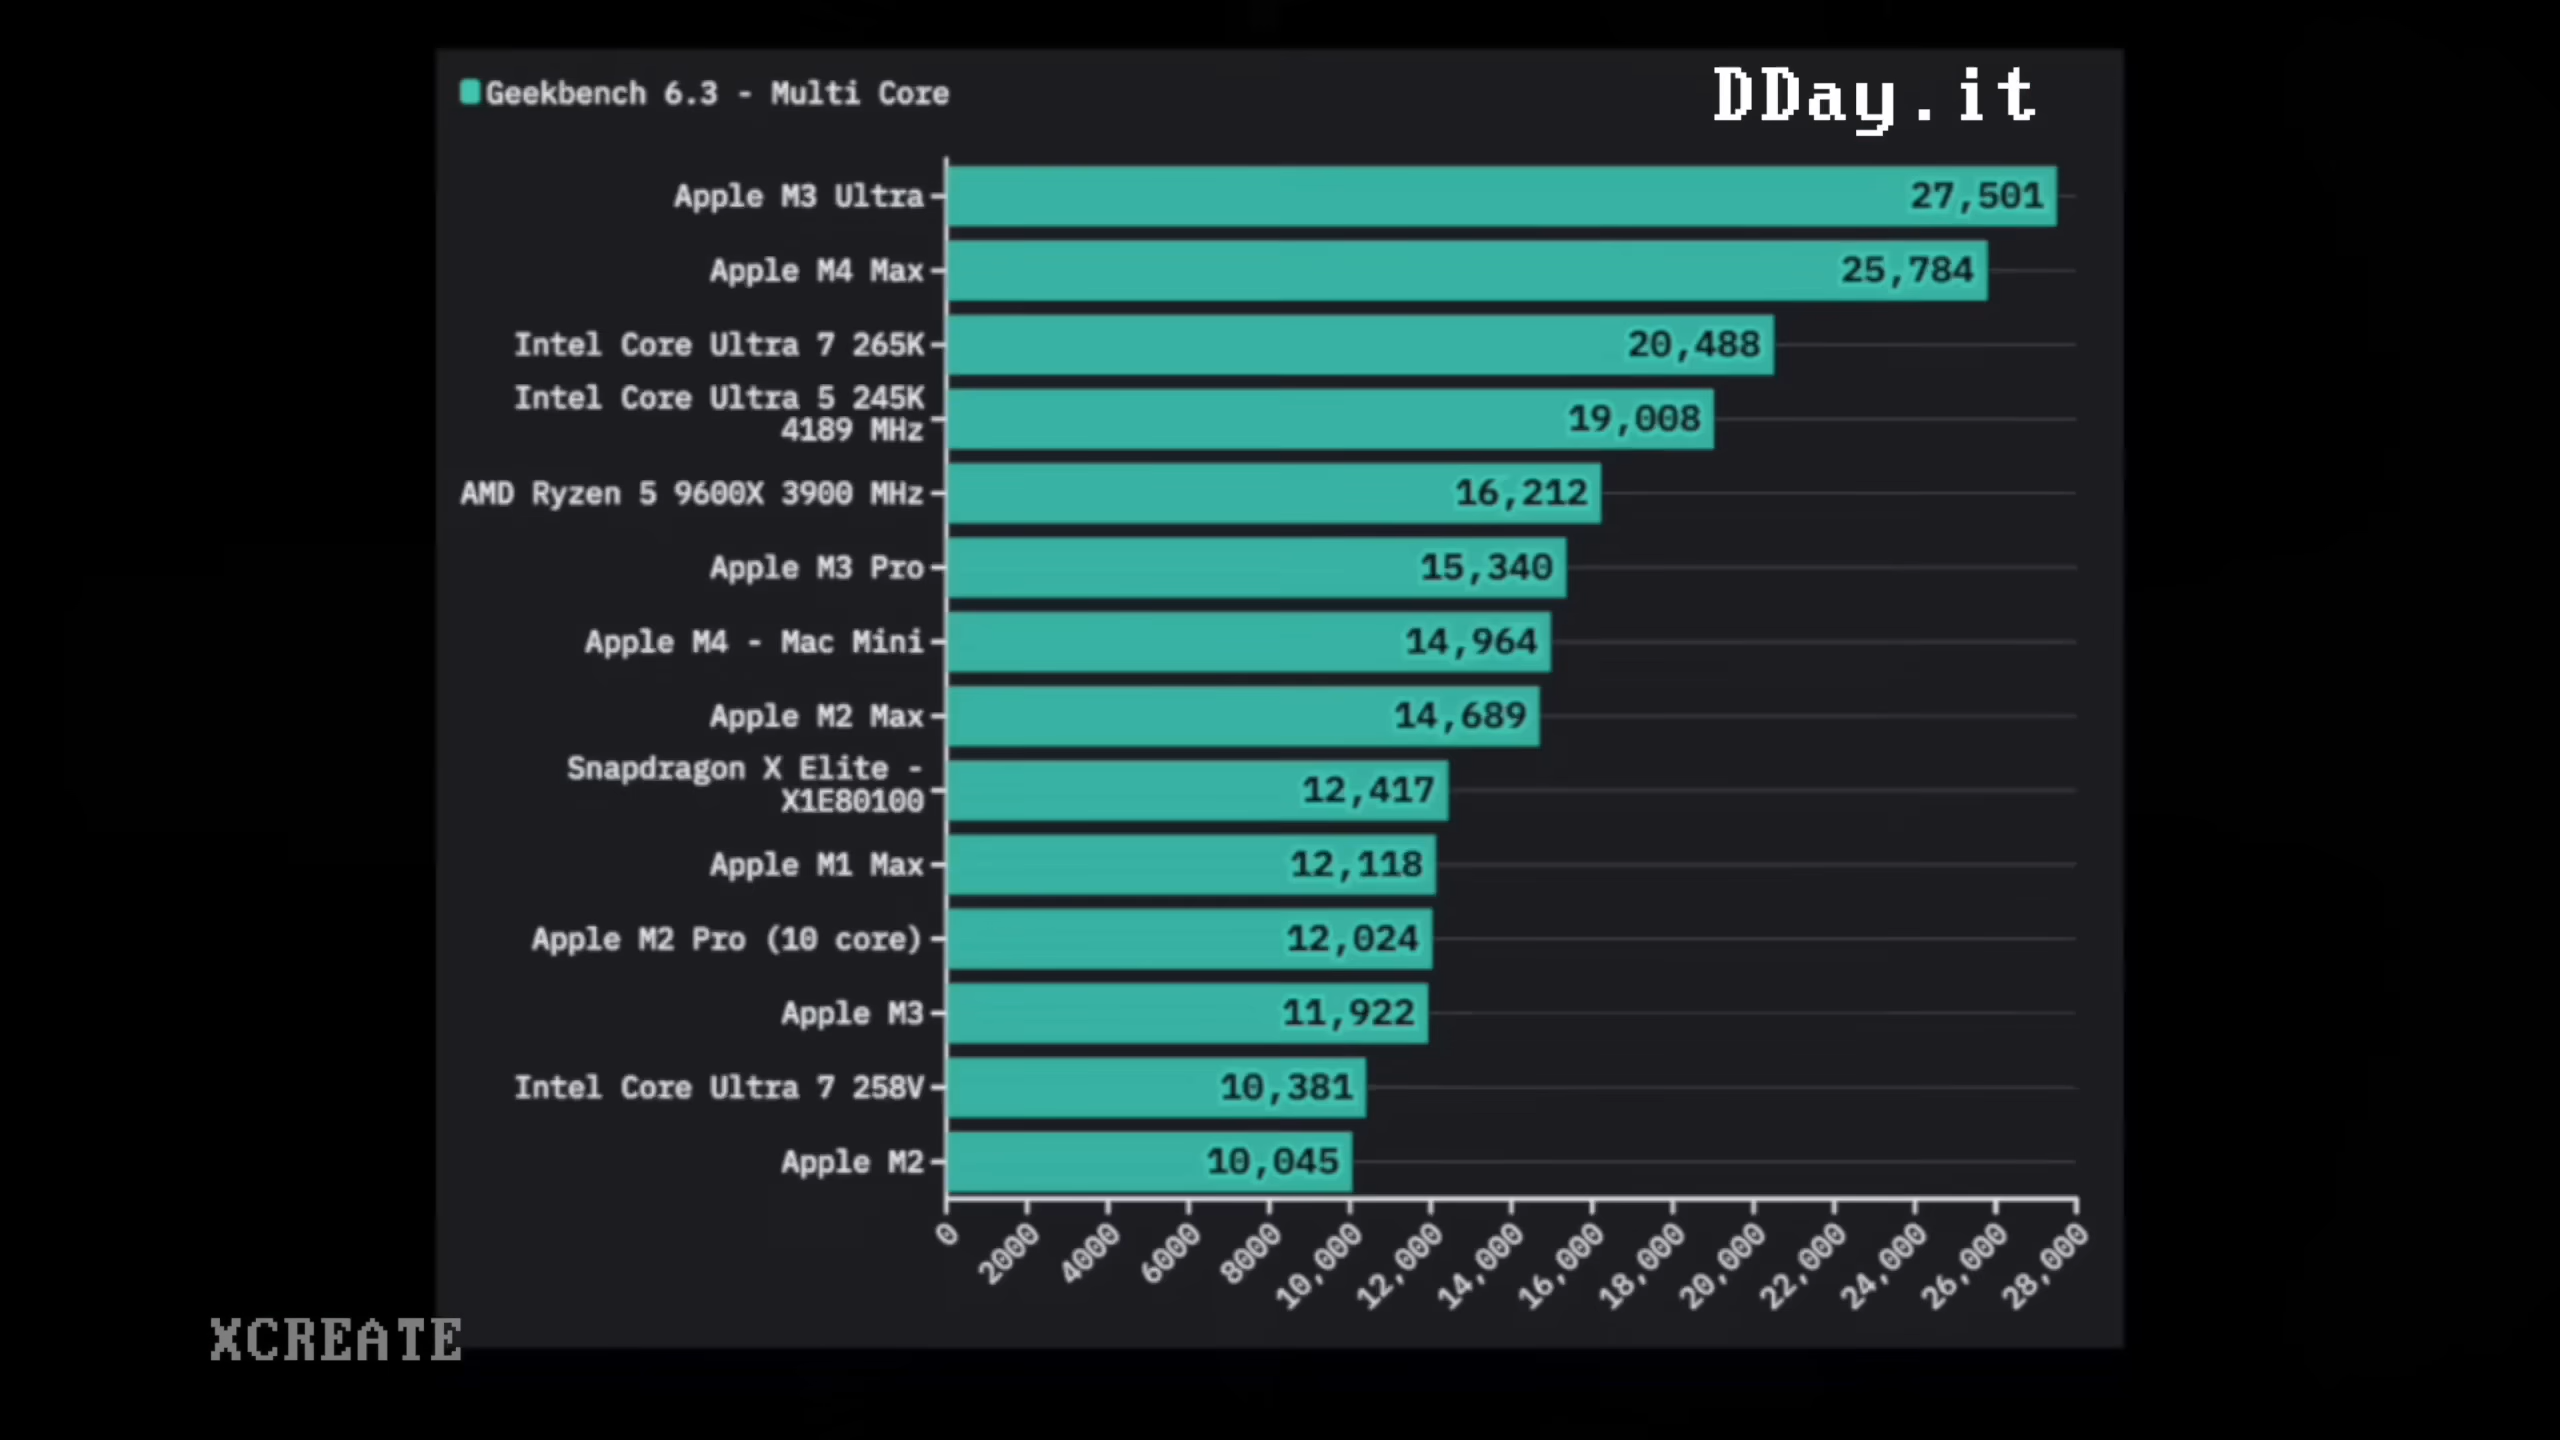 Geekbench 6.3 - Multi Core
DDay.it
Apple M3 Ultra
27,501
Apple M4 Max
25,784
Intel Core Ultra 7 265K
20,488
Intel Core Ultra 5 245K
4189 MHz
19,008
AMD Ryzen 5 9600X 3900 MHz
16,212
Apple M3 Pro
15,340
Apple M4 - Mac Mini
14,964
Apple M2 Max
14,689
Snapdragon X Elite -
X1E80100
12,417
Apple M1 Max
12,118
Apple M2 Pro (10 core)
12,024
Apple M3
11,922
Intel Core Ultra 7 258V
10,381
Apple M2
10,045
0
2000
4000
6000
8000
10,000
12,000
14,000
16,000
18,000
20,000
22,000
24,000
26,000
28,000
XCREATE